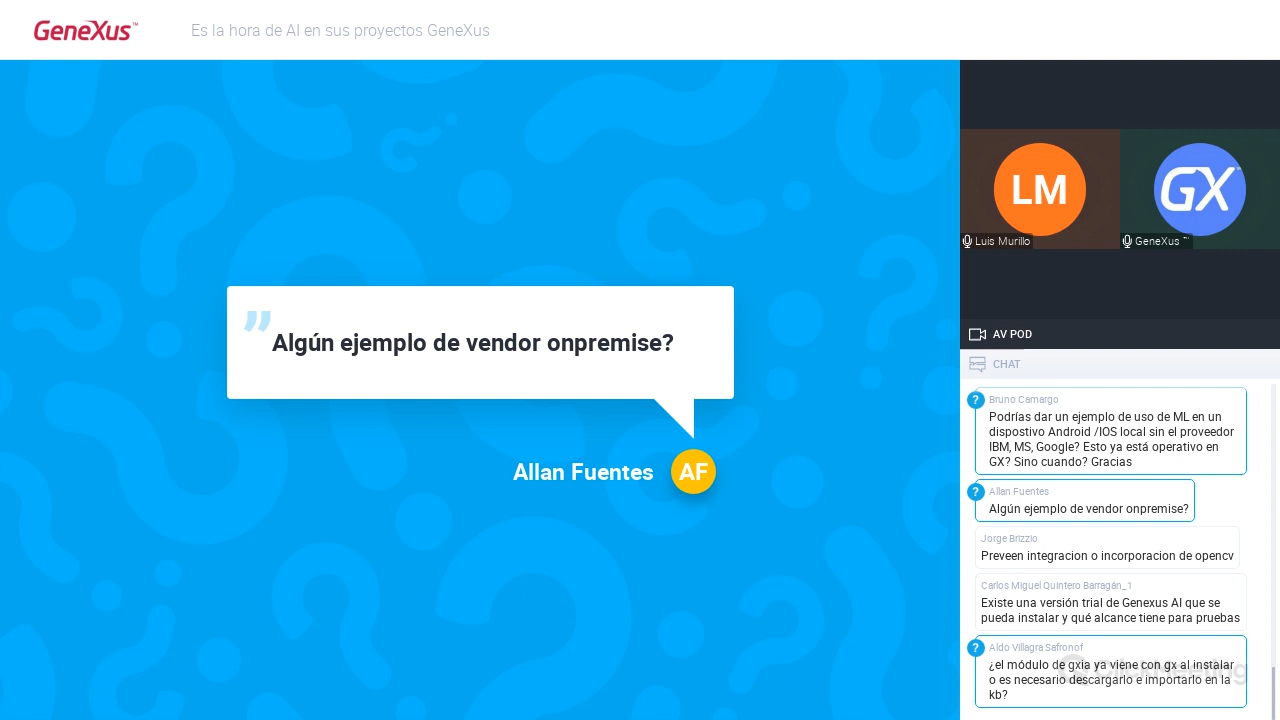 GeneXus™
Es la hora de AI en sus proyectos GeneXus
LM
GX™
Luis Murillo
GeneXus ™
AV POD
CHAT
”
Algún ejemplo de vendor onpremise?
Allan Fuentes
AF
?
Bruno Camargo
Podrías dar un ejemplo de uso de ML en un
dispostivo Android /IOS local sin el proveedor
IBM, MS, Google? Esto ya está operativo en
GX? Sino cuando? Gracias
?
Allan Fuentes
Algún ejemplo de vendor onpremise?
Jorge Brizzio
Preveen integracion o incorporacion de opencv
Carlos Miguel Quintero Barragán_1
Existe una versión trial de Genexus AI que se
pueda instalar y qué alcance tiene para pruebas
?
Aldo Villagra Safronof
¿el módulo de gxia ya viene con gx al instalar
o es necesario descargarlo e importarlo en la
kb?
ClickMeeting